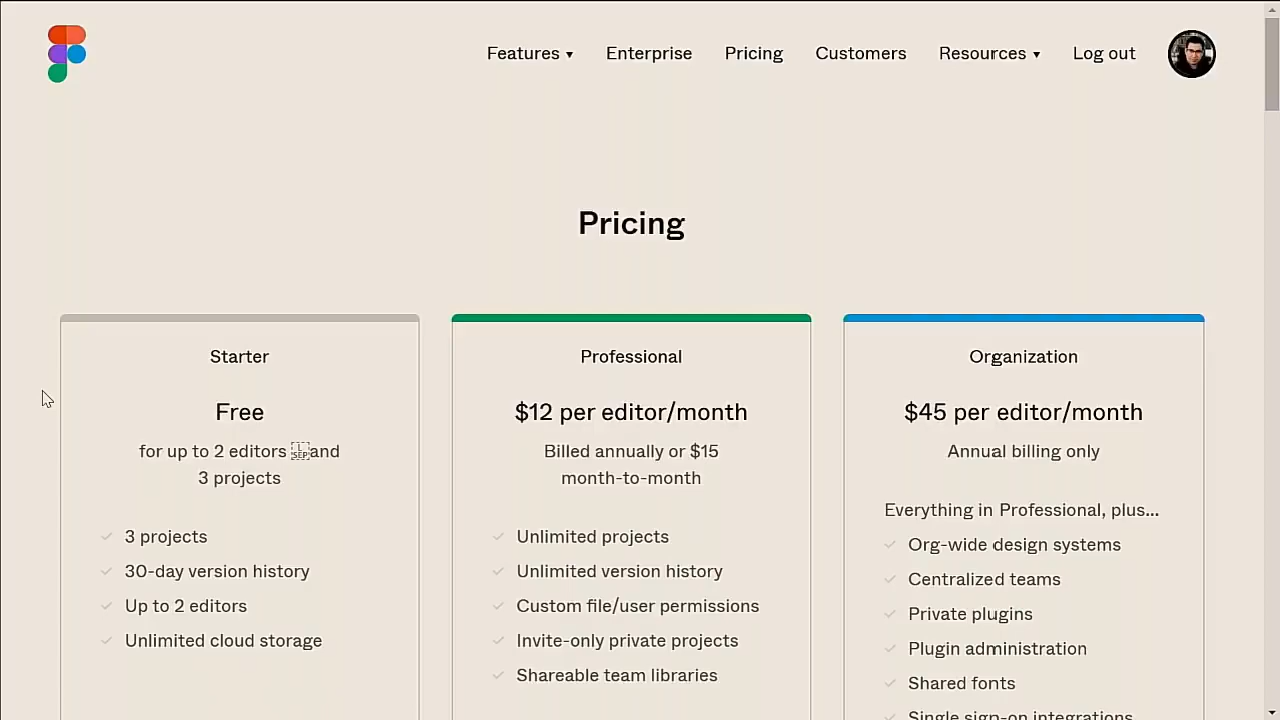 Features ▾ Enterprise Pricing Customers Resources ▾ Log out
Pricing
Starter
Free
for up to 2 editors and
3 projects
3 projects
30-day version history
Up to 2 editors
Unlimited cloud storage
Professional
$12 per editor/month
Billed annually or $15
month-to-month
Unlimited projects
Unlimited version history
Custom file/user permissions
Invite-only private projects
Shareable team libraries
Organization
$45 per editor/month
Annual billing only
Everything in Professional, plus...
Org-wide design systems
Centralized teams
Private plugins
Plugin administration
Shared fonts
Single sign-on integrations